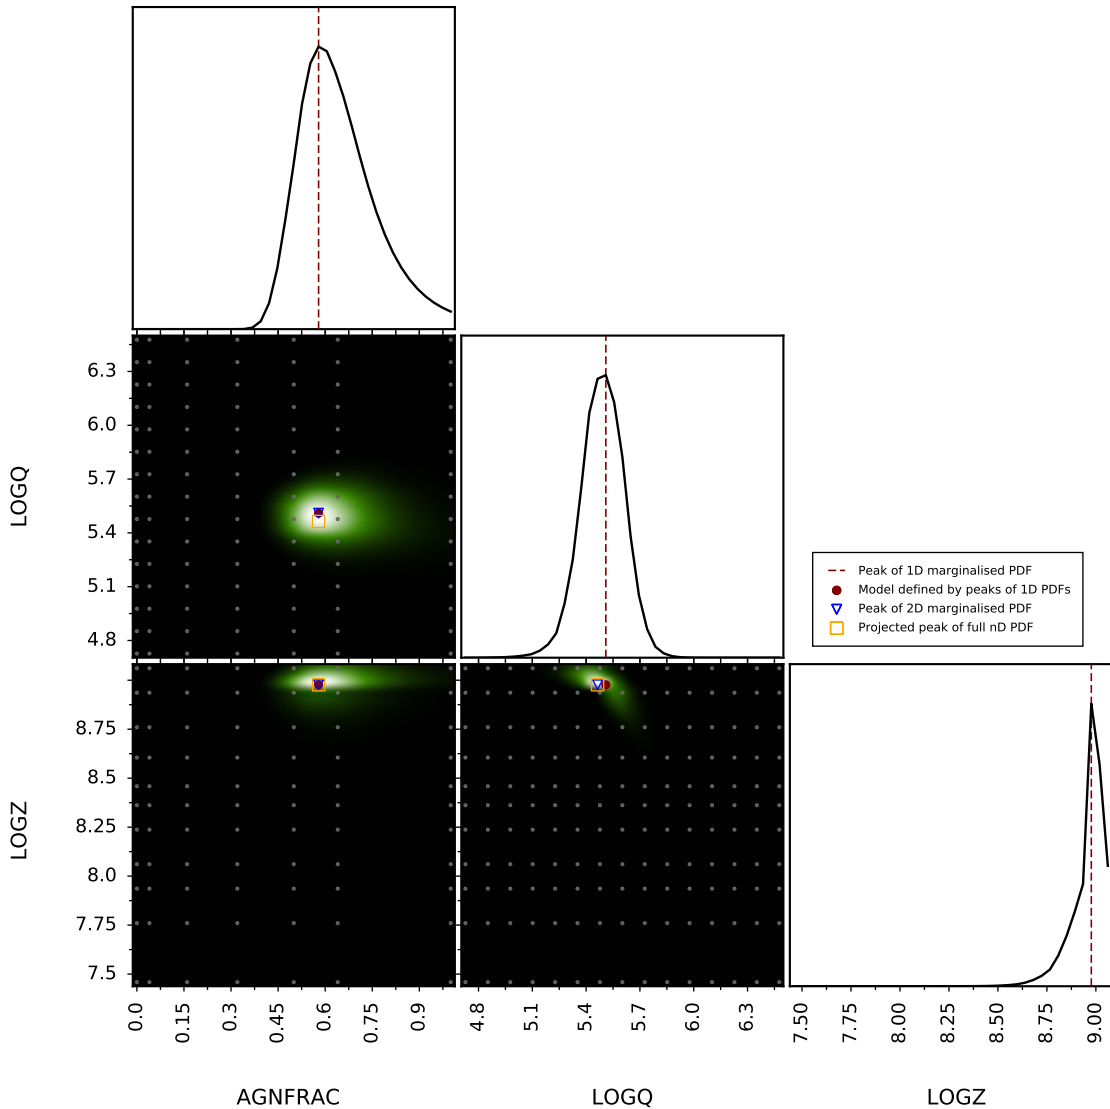 LOGQ
6.3
6.0
5.7
5.4
5.1
4.8
Peak of 1D marginalised PDF
Model defined by peaks of 1D PDFs
Peak of 2D marginalised PDF
Projected peak of full nD PDF
LOGZ
8.75
8.5
8.25
8.0
7.75
7.5
0.0 0.15 0.3 0.45 0.6 0.75 0.9
4.8 5.1 5.4 5.7 6.0 6.3
7.50 7.75 8.00 8.25 8.50 8.75 9.00
AGNFRAC LOGQ LOGZ